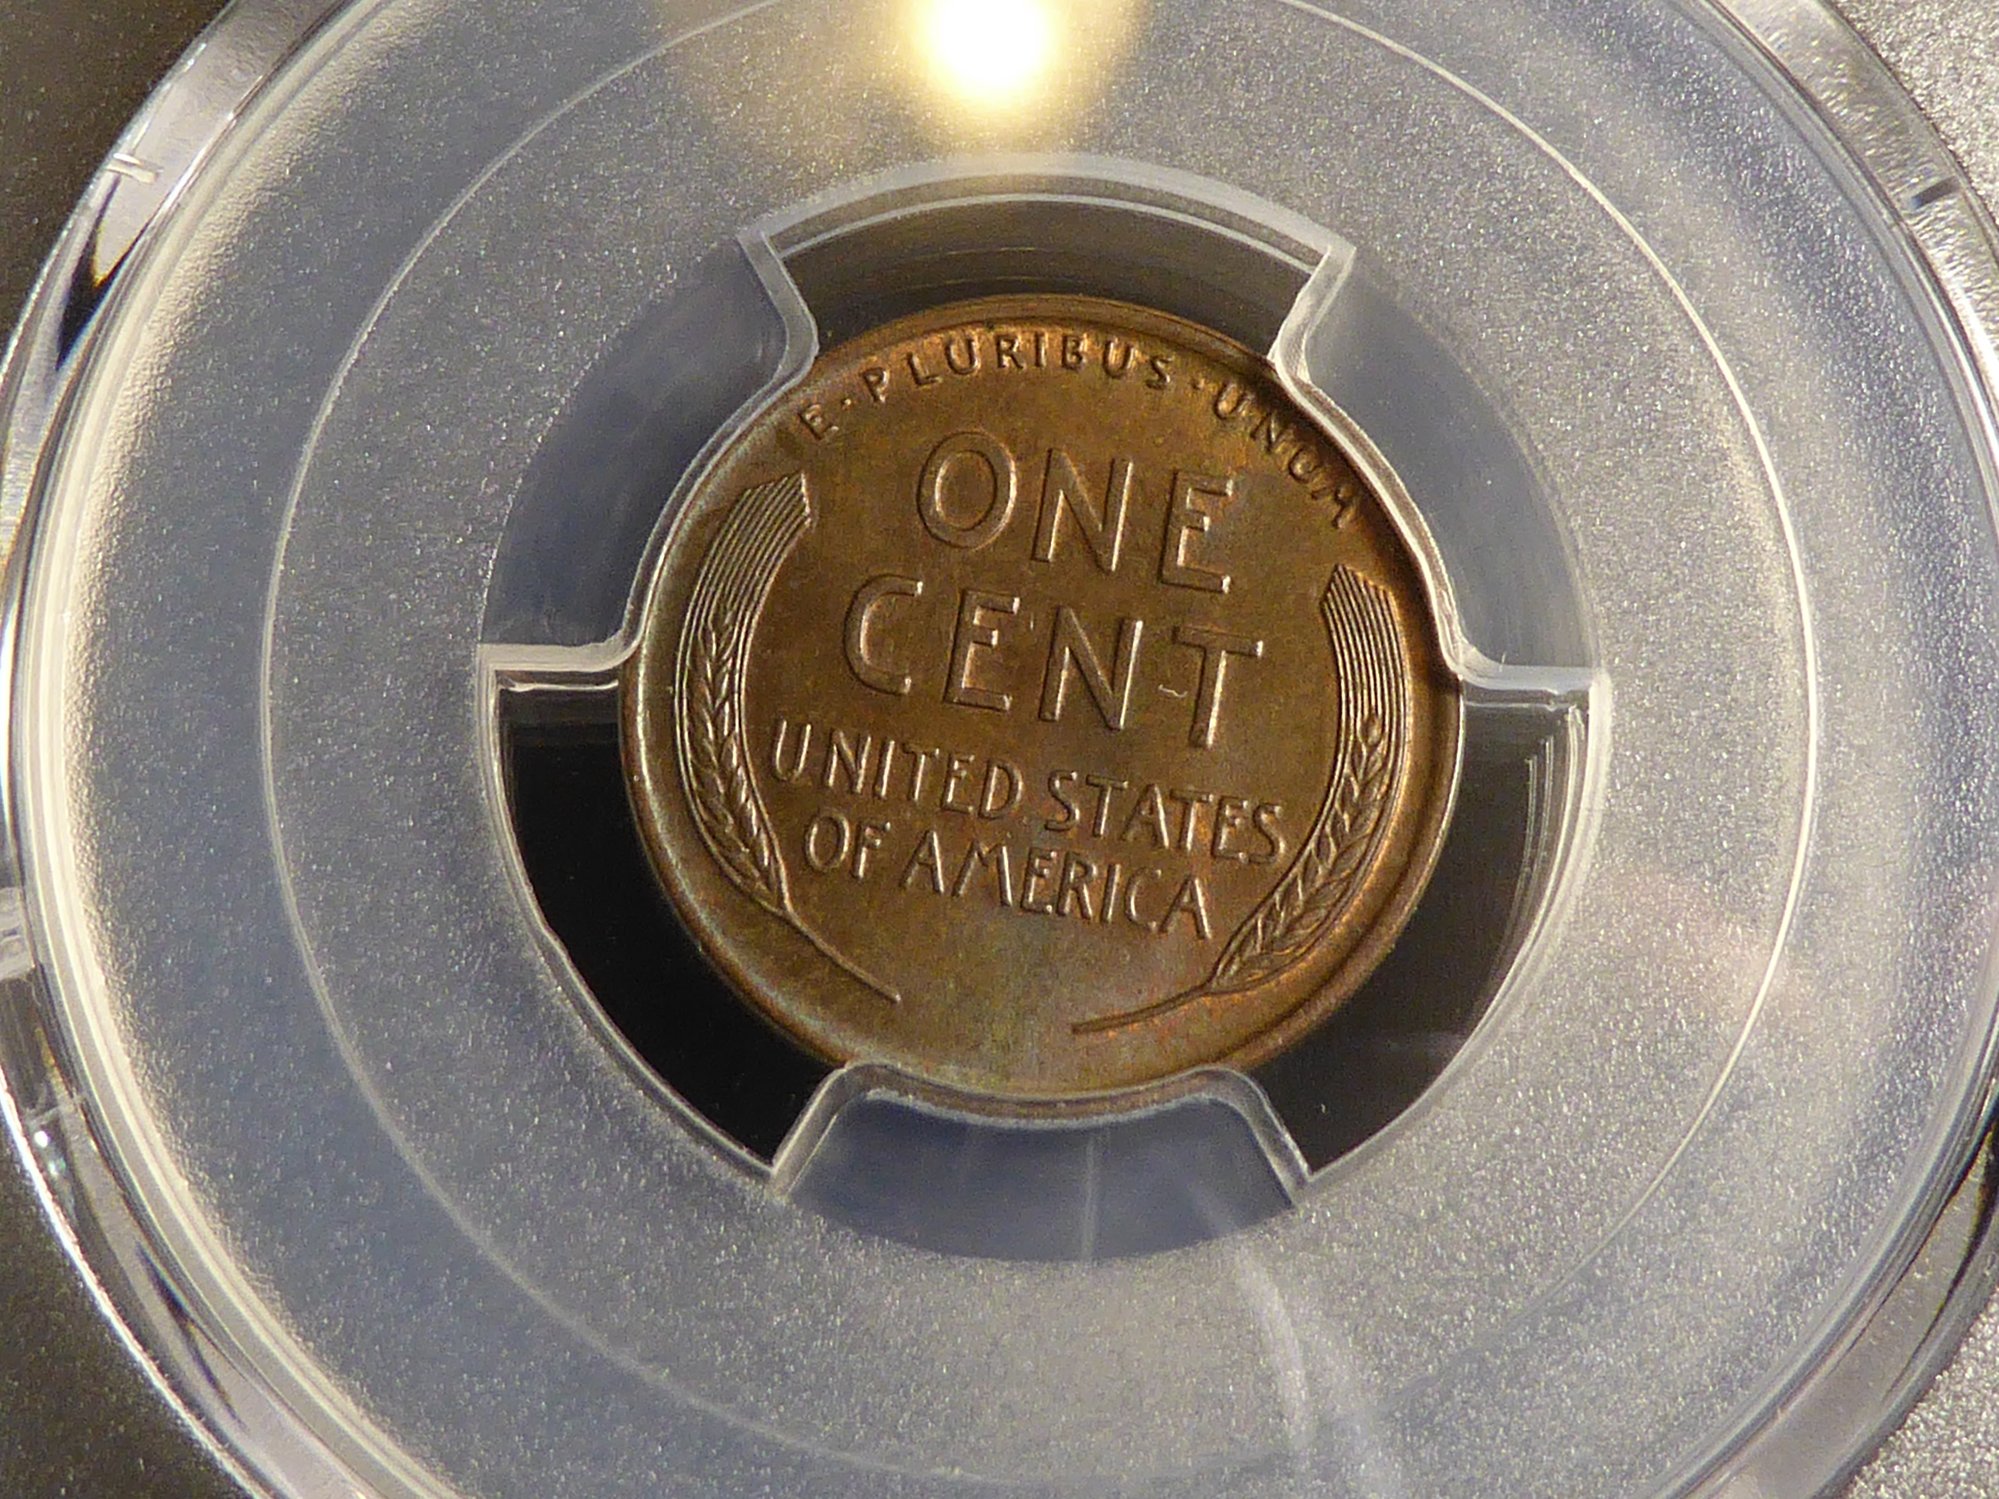 E · PLURIBUS · UNUM
ONE
CENT
UNITED STATES
OF AMERICA